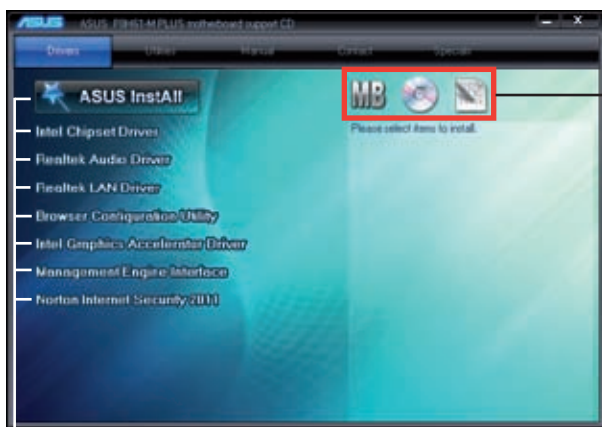 ASUS ASUS P8H61-M PLUS motherboard support CD
Drivers Utilities Manual Contact Specials
ASUS InstAll
MB
Please select items to install.
Intel Chipset Driver
Realtek Audio Driver
Realtek LAN Driver
Browser Configuration Utility
Intel Graphics Accelerator Driver
Management Engine Interface
Norton Internet Security 2011